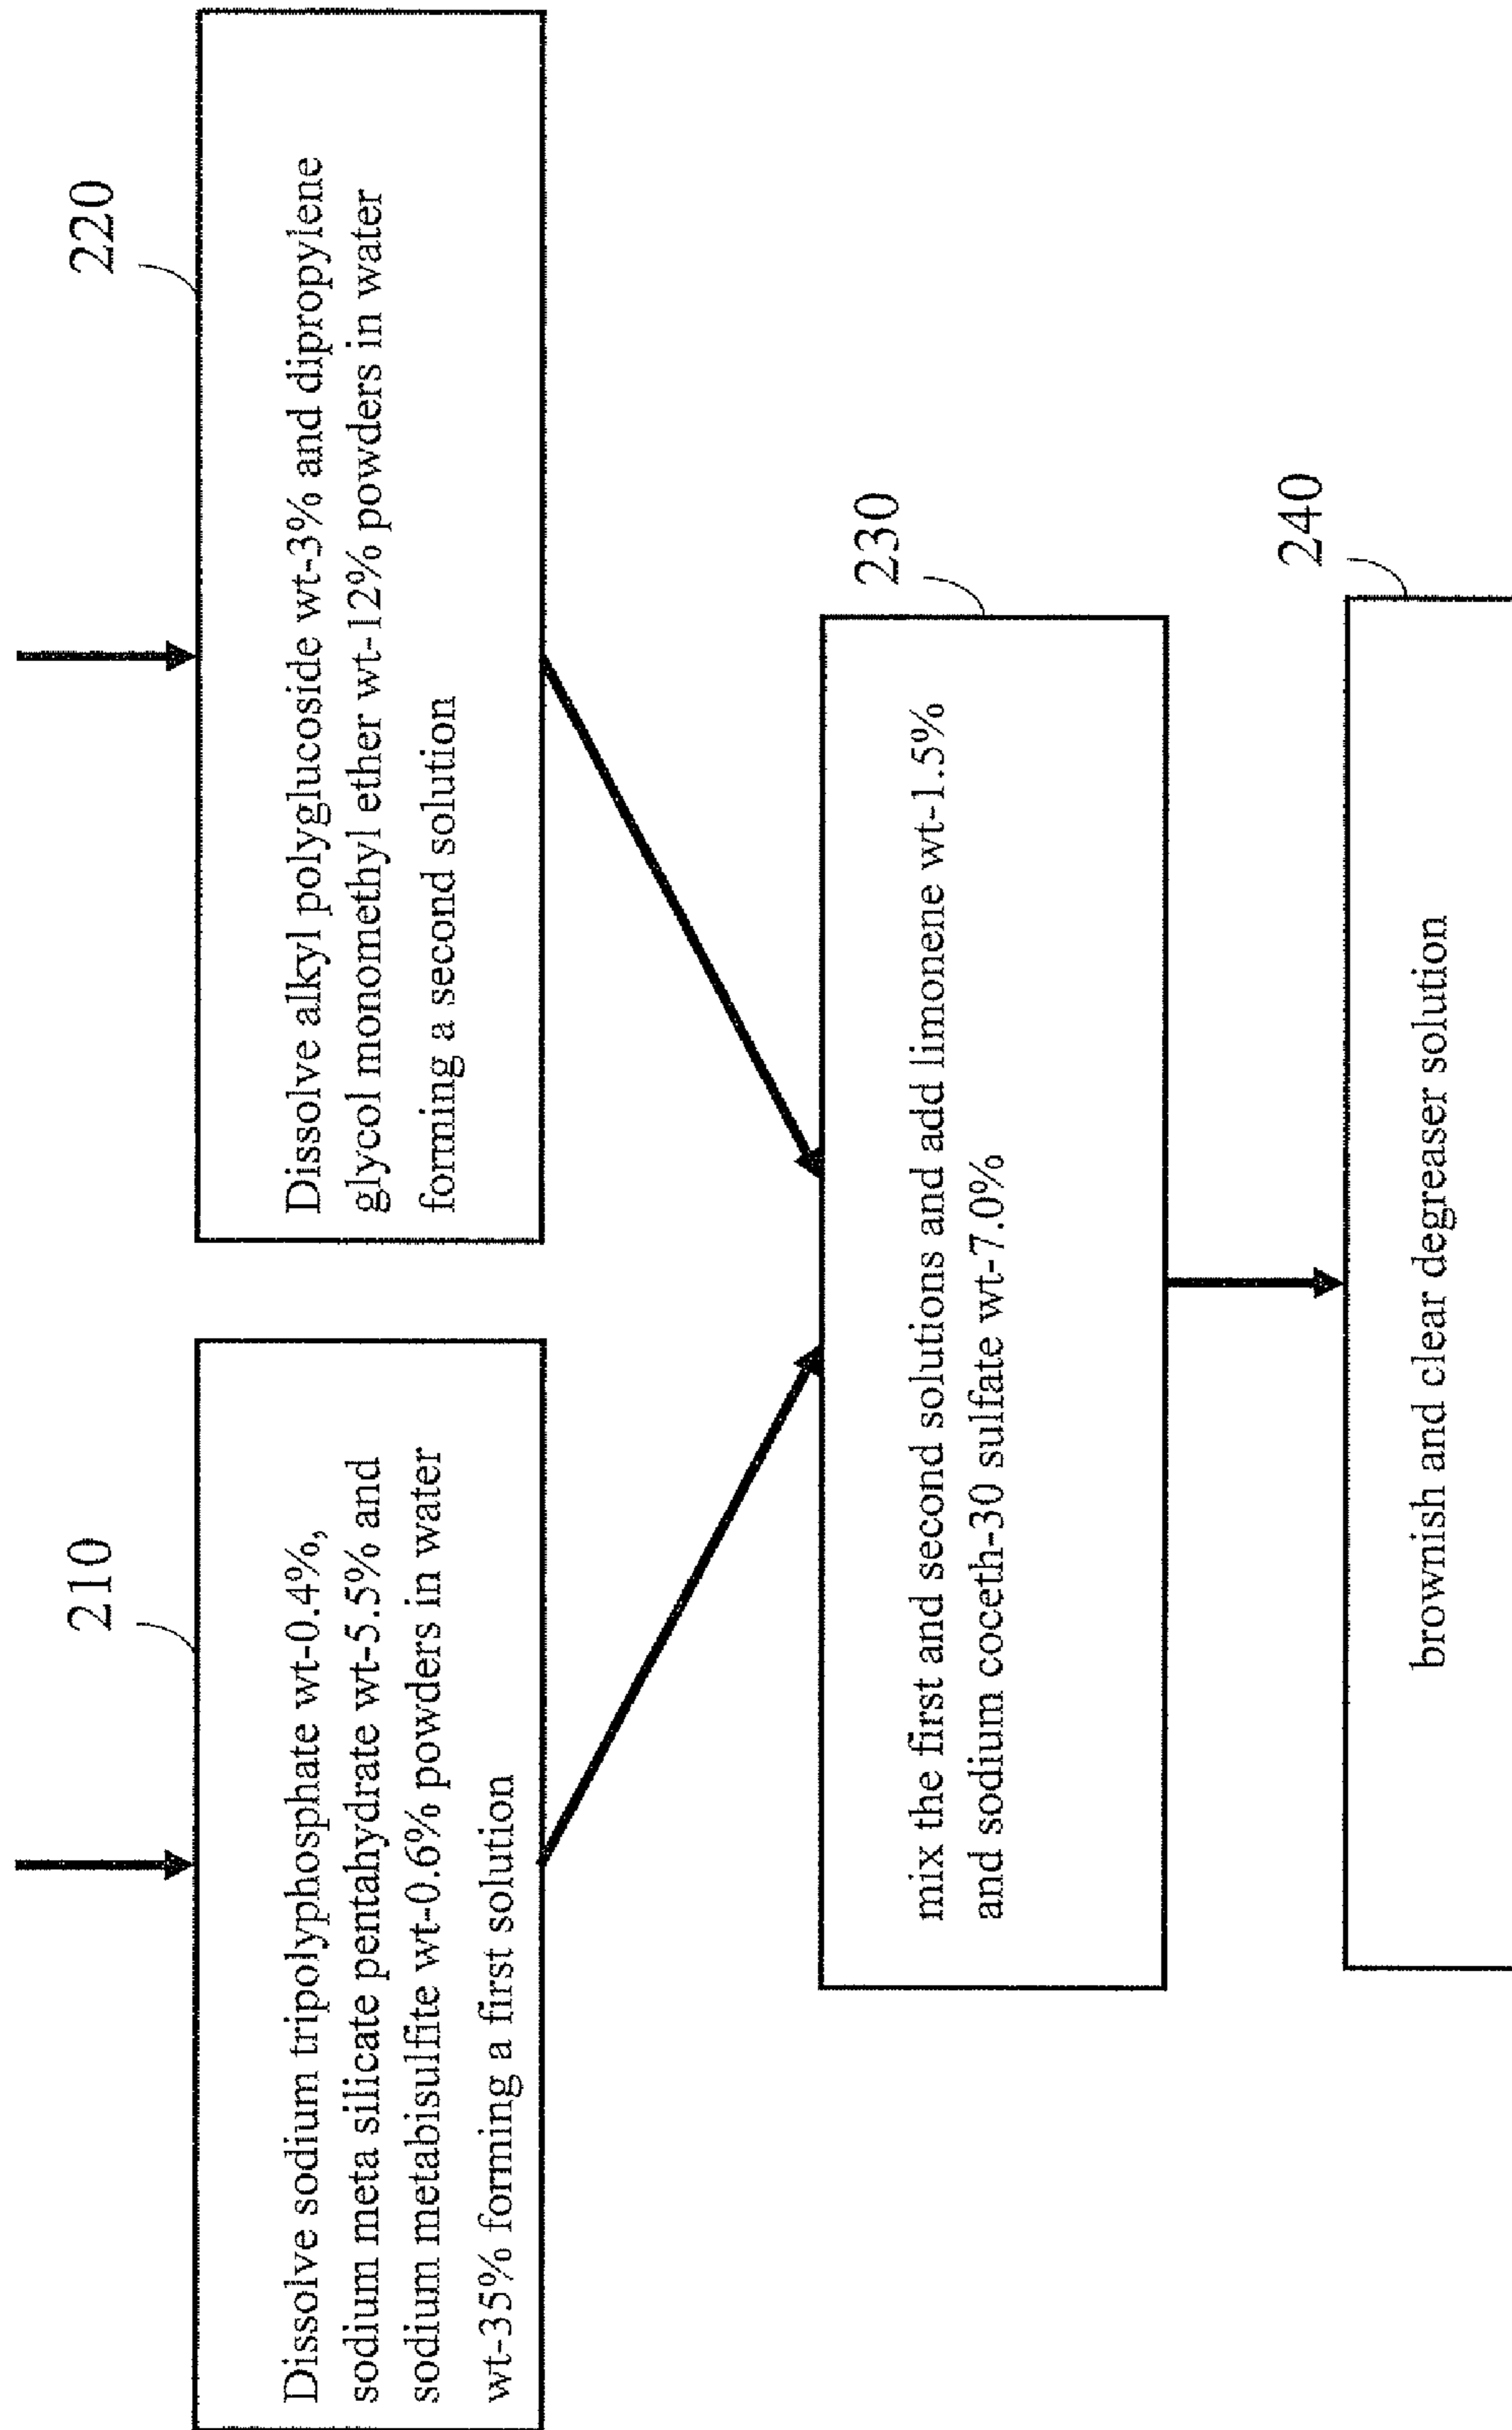 210
Dissolve sodium tripolyphosphate wt-0.4%,
sodium meta silicate pentahydrate wt-5.5% and
sodium metabisulfite wt-0.6% powders in water
wt-35% forming a first solution
220
Dissolve alkyl polyglucoside wt-3% and dipropylene
glycol monomethyl ether wt-12% powders in water
forming a second solution
230
mix the first and second solutions and add limonene wt-1.5%
and sodium coceth-30 sulfate wt-7.0%
240
brownish and clear degreaser solution